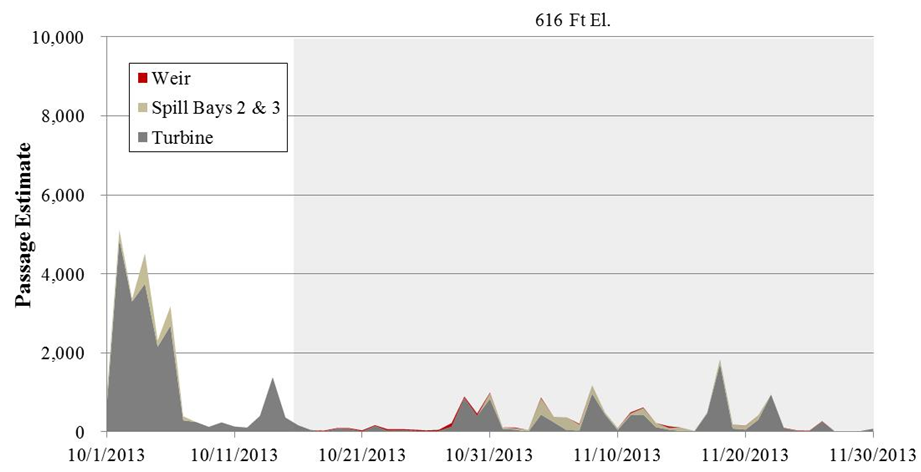 616 Ft El.
10,000
8,000
6,000
4,000
2,000
0
Passage Estimate
Weir
Spill Bays 2 & 3
Turbine
10/1/2013 10/11/2013 10/21/2013 10/31/2013 11/10/2013 11/20/2013 11/30/2013